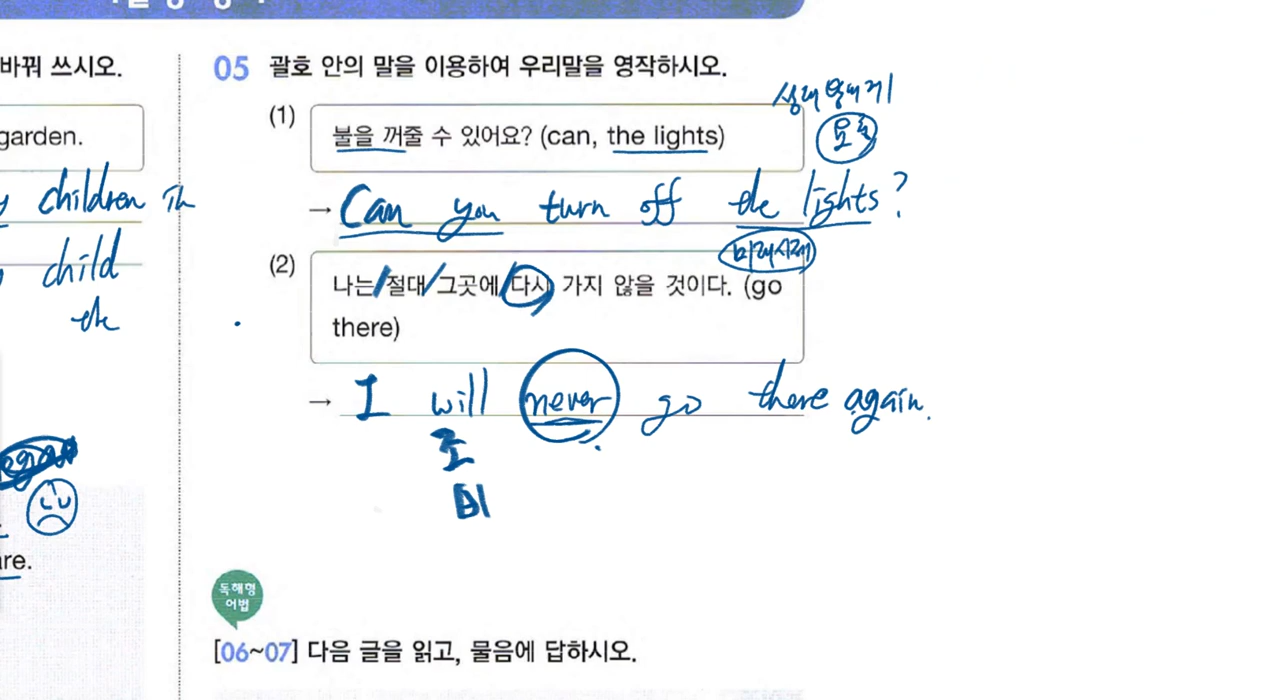 바꿔 쓰시오.
garden.
children in
child
the
are.
05 괄호 안의 말을 이용하여 우리말을 영작하시오.
상대방에게
요청
(1) 불을 꺼줄 수 있어요? (can, the lights)
→ Can you turn off the lights?
미래시제
(2) 나는/절대/그곳에/다시 가지 않을 것이다. (go
there)
→ I will never go there again.
조
독해형
어법
[06~07] 다음 글을 읽고, 물음에 답하시오.